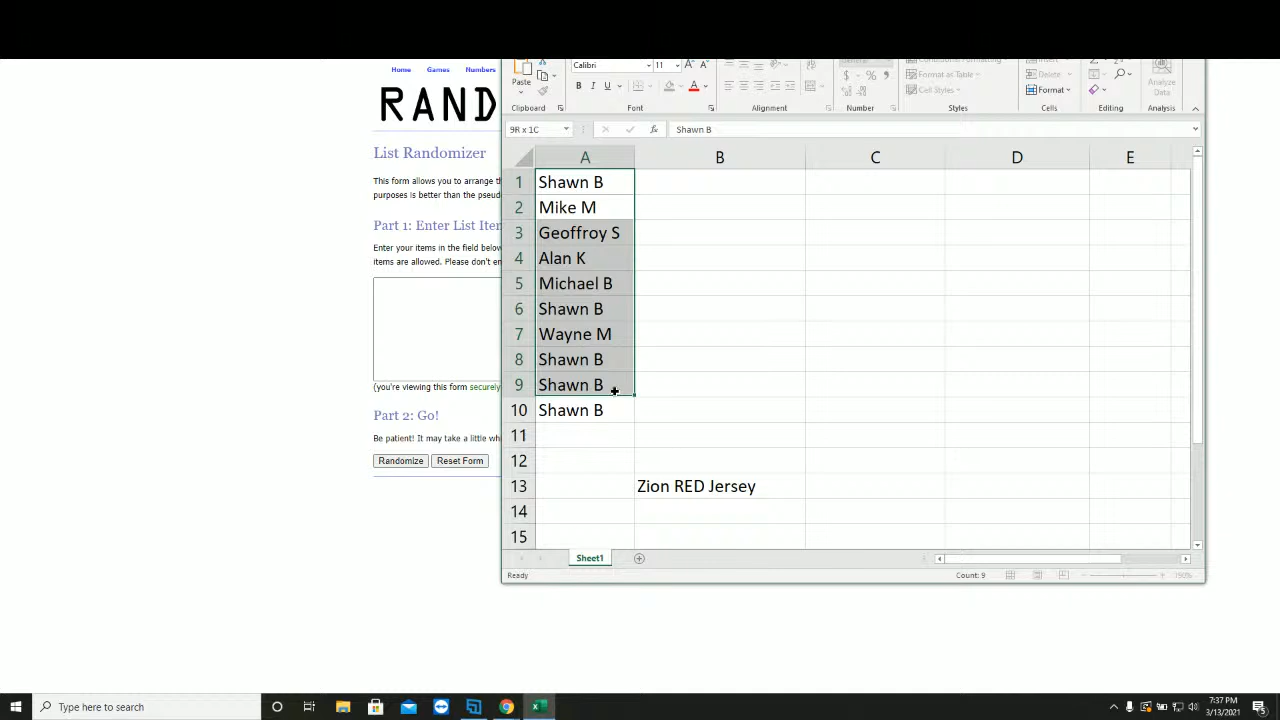 Home Games Numbers
RAND
List Randomizer
This form allows you to arrange t
purposes is better than the pseud
Part 1: Enter List Iter
Enter your items in the field below
items are allowed. Please don't en
(you're viewing this form securely
Part 2: Go!
Be patient! It may take a little wh
Randomize Reset Form
Paste
Calibri 11
B I U
$ % ,
Conditional Formatting
Format as Table
Cell Styles
Delete
Format
Analyze
Data
Clipboard Font Alignment Number Styles Cells Editing Analysis
9R x 1C fx Shawn B
A B C D E
1 Shawn B
2 Mike M
3 Geoffroy S
4 Alan K
5 Michael B
6 Shawn B
7 Wayne M
8 Shawn B
9 Shawn B
10 Shawn B
11
12
13 Zion RED Jersey
14
15
Sheet1
Ready Count: 9 190%
Type here to search
7:37 PM
3/13/2021
5